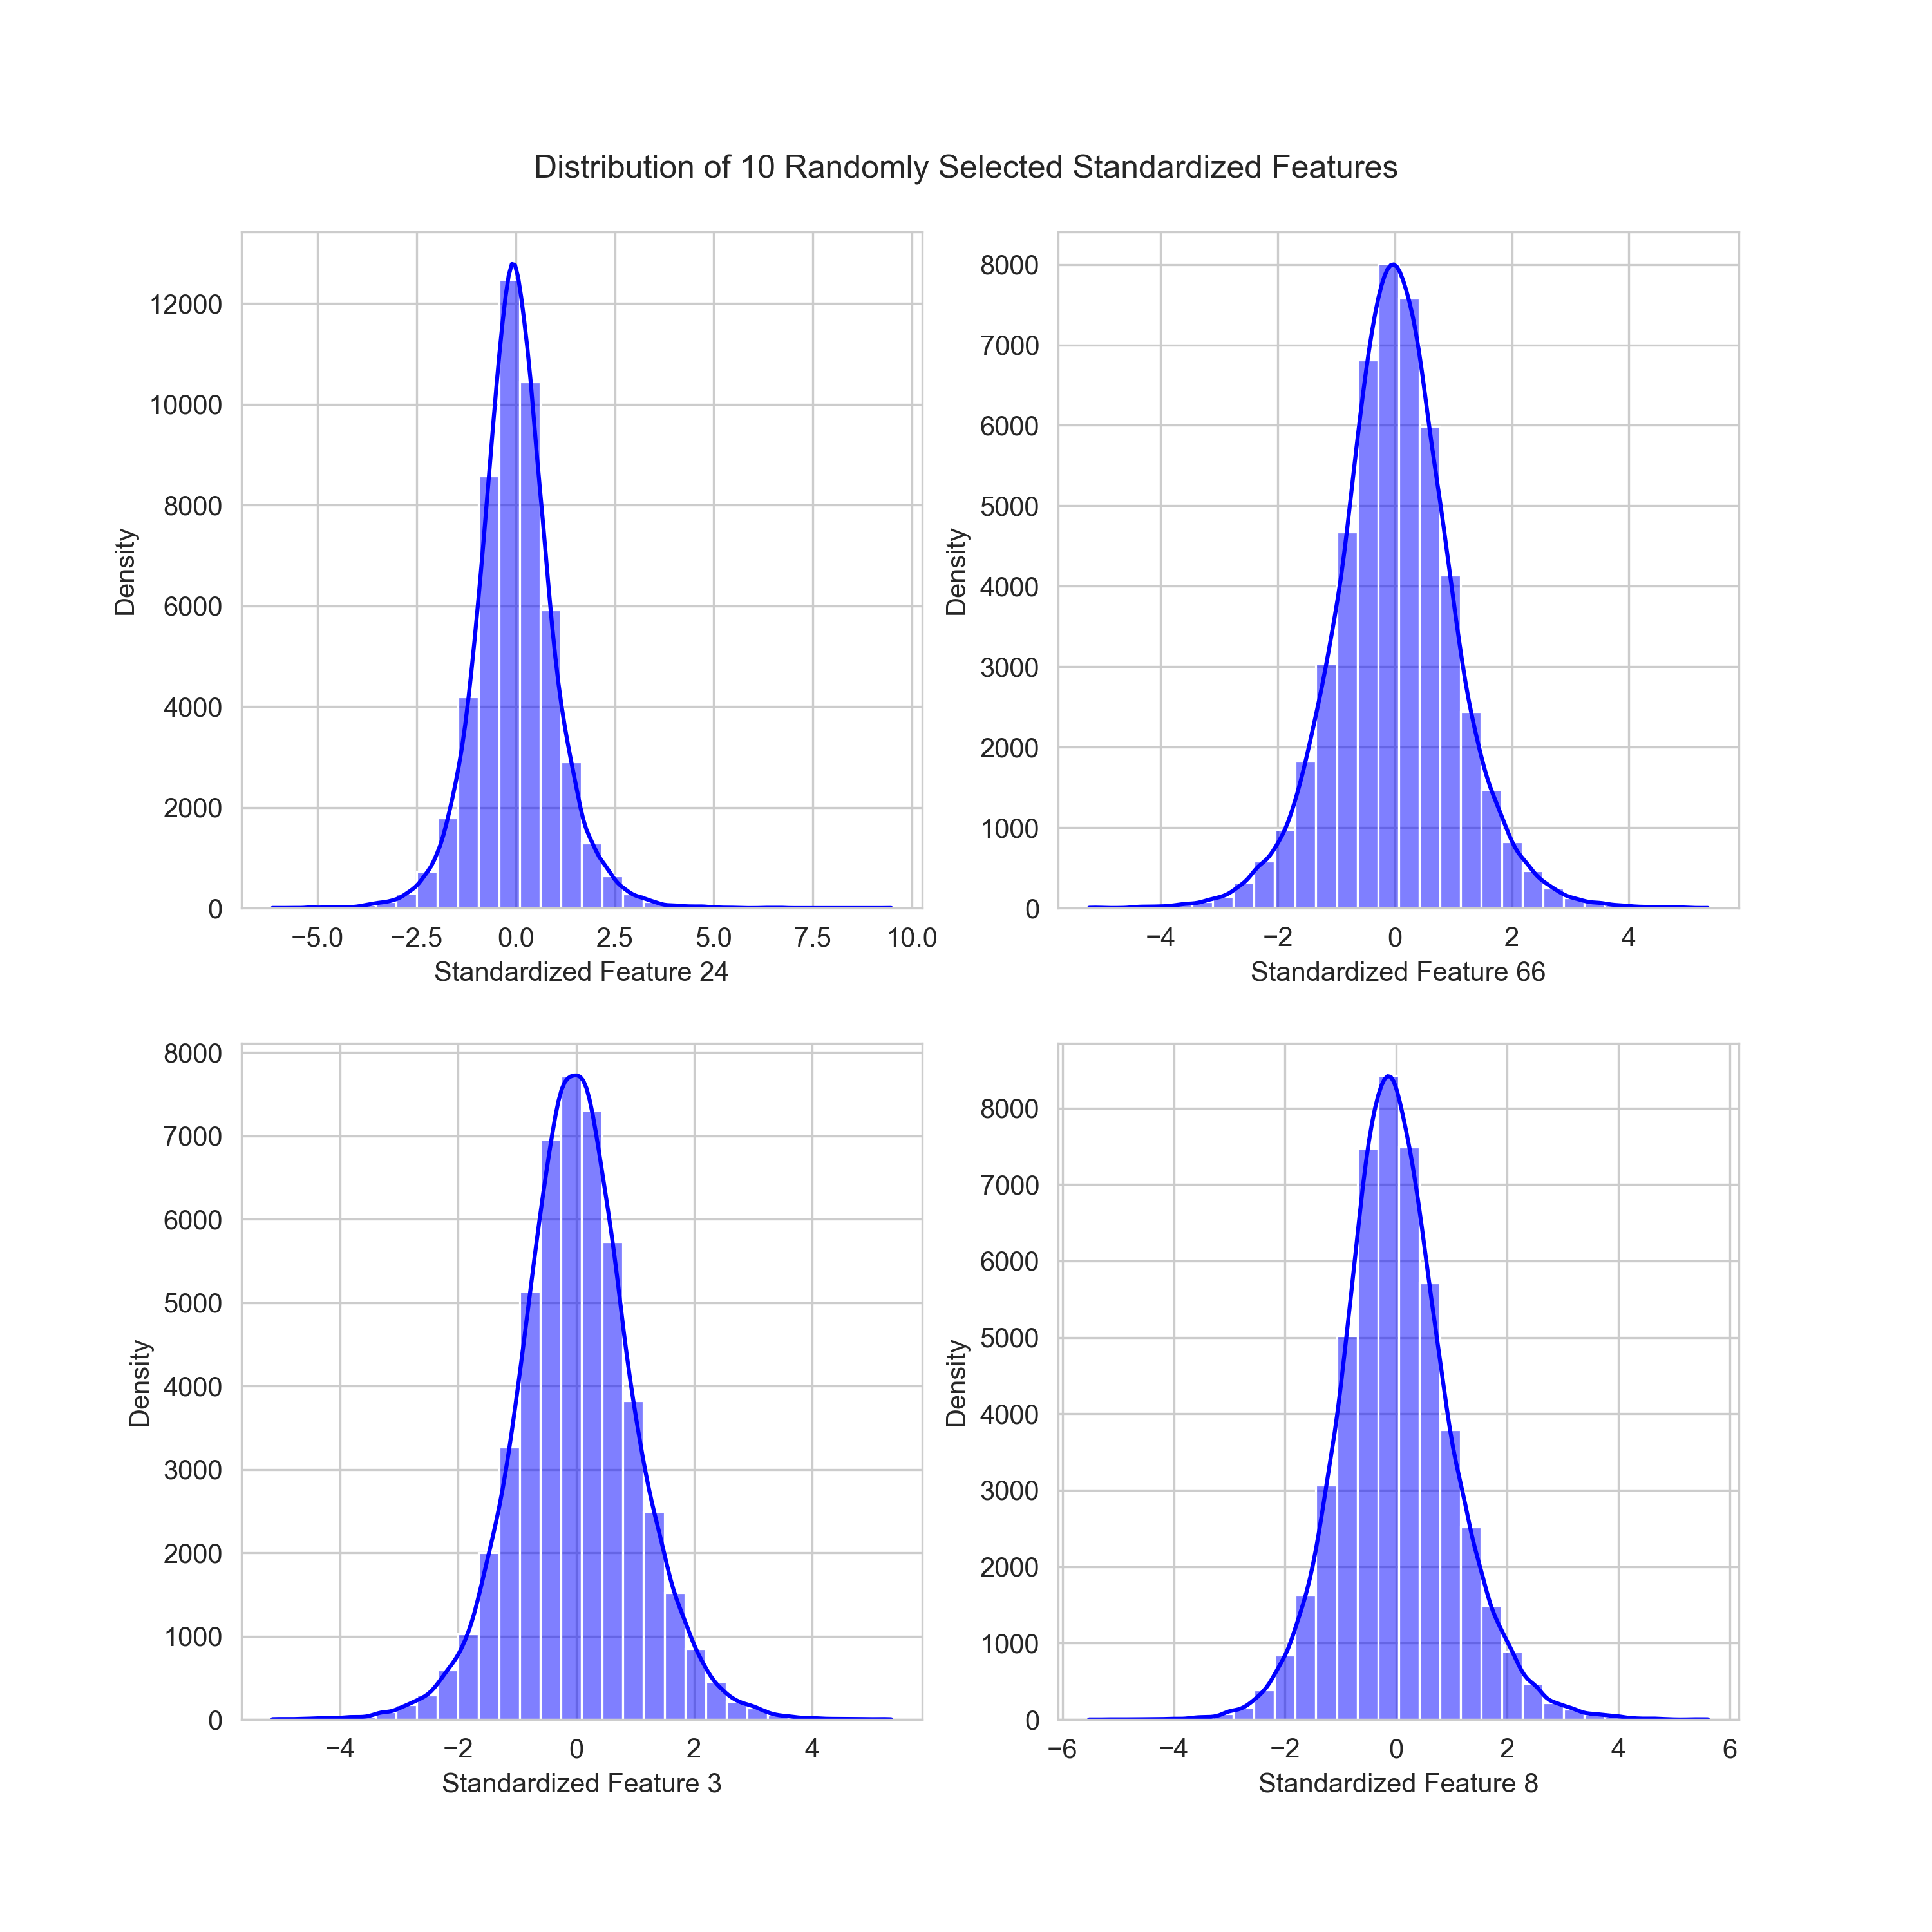 Distribution of 10 Randomly Selected Standardized Features
12000
10000
8000
6000
4000
2000
0
Density
−5.0 −2.5 0.0 2.5 5.0 7.5 10.0
Standardized Feature 24
8000
7000
6000
5000
4000
3000
2000
1000
0
Density
−4 −2 0 2 4
Standardized Feature 66
8000
7000
6000
5000
4000
3000
2000
1000
0
Density
−4 −2 0 2 4
Standardized Feature 3
8000
7000
6000
5000
4000
3000
2000
1000
0
Density
−6 −4 −2 0 2 4 6
Standardized Feature 8